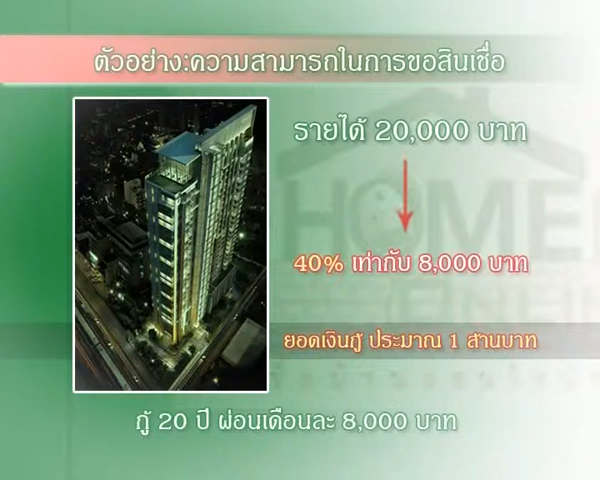 ตัวอย่าง:ความสามารถในการขอสินเชื่อ
รายได้ 20,000 บาท
HOME
40% เท่ากับ 8,000 บาท
ยอดเงินกู้ ประมาณ 1 ล้านบาท
กู้ 20 ปี ผ่อนเดือนละ 8,000 บาท